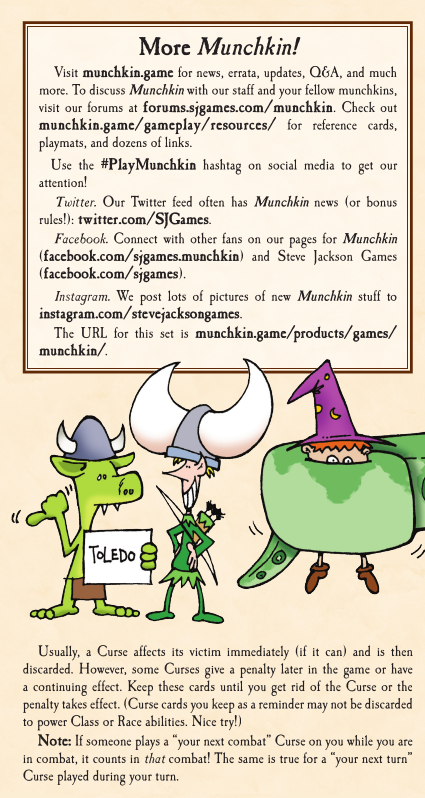 More Munchkin!
Visit munchkin.game for news, errata, updates, Q&A, and much
more. To discuss Munchkin with our staff and your fellow munchkins,
visit our forums at forums.sjgames.com/munchkin. Check out
munchkin.game/gameplay/resources/ for reference cards,
playmats, and dozens of links.
Use the #PlayMunchkin hashtag on social media to get our
attention!
Twitter. Our Twitter feed often has Munchkin news (or bonus
rules!): twitter.com/SJGames.
Facebook. Connect with other fans on our pages for Munchkin
(facebook.com/sjgames.munchkin) and Steve Jackson Games
(facebook.com/sjgames).
Instagram. We post lots of pictures of new Munchkin stuff to
instagram.com/stevejacksongames.
The URL for this set is munchkin.game/products/games/
munchkin/.
TOLEDO
Usually, a Curse affects its victim immediately (if it can) and is then
discarded. However, some Curses give a penalty later in the game or have
a continuing effect. Keep these cards until you get rid of the Curse or the
penalty takes effect. (Curse cards you keep as a reminder may not be discarded
to power Class or Race abilities. Nice try!)
Note: If someone plays a “your next combat” Curse on you while you are
in combat, it counts in that combat! The same is true for a “your next turn”
Curse played during your turn.